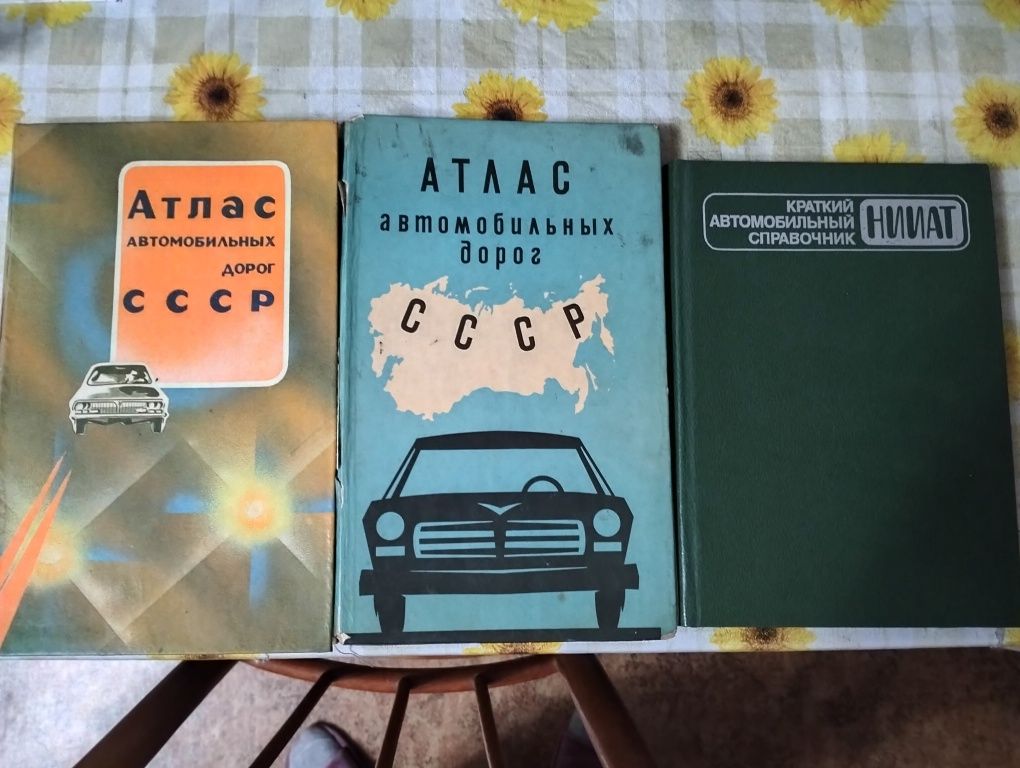 Атлас
АВТОМОБИЛЬНЫХ
ДОРОГ
СССР
АТЛАС
автомобильных
дорог
СССР
КРАТКИЙ
АВТОМОБИЛЬНЫЙ
СПРАВОЧНИК
НИИАТ